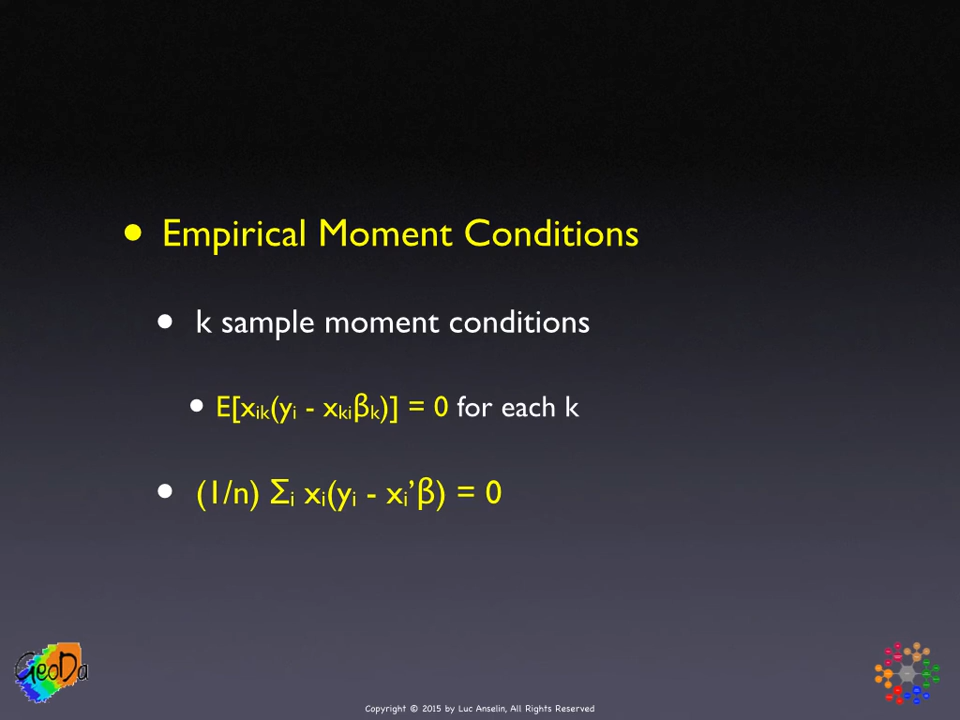 • Empirical Moment Conditions
• k sample moment conditions
• E[xᵢₖ(yᵢ - xₖᵢβₖ)] = 0 for each k
• (1/n) Σᵢ xᵢ(yᵢ - xᵢ’β) = 0
GeoDa
Copyright © 2015 by Luc Anselin, All Rights Reserved